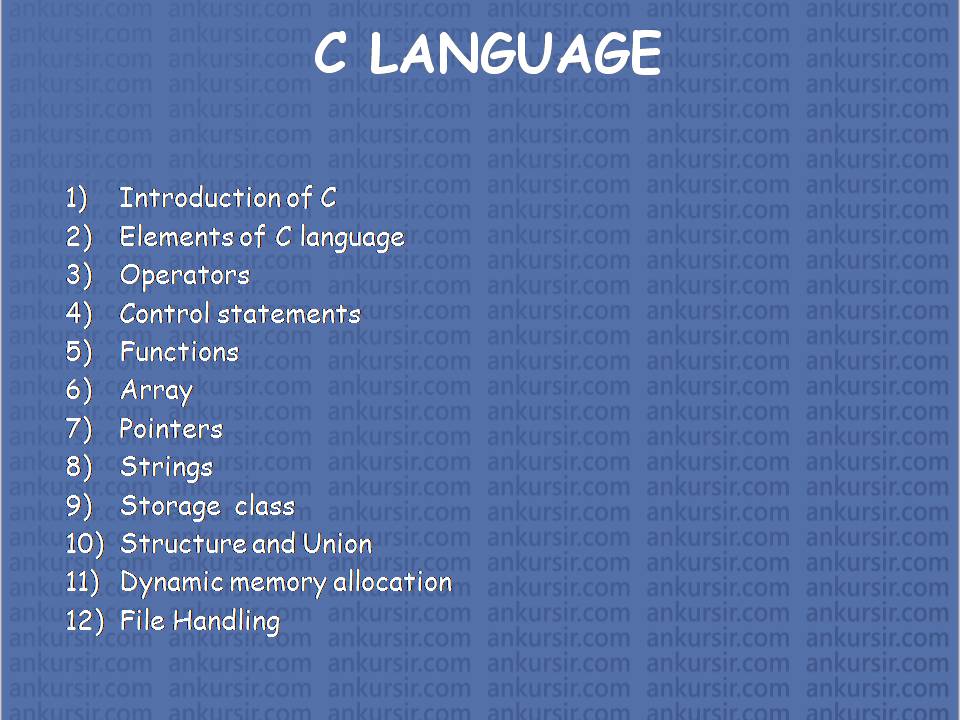 C LANGUAGE
1) Introduction of C
2) Elements of C language
3) Operators
4) Control statements
5) Functions
6) Array
7) Pointers
8) Strings
9) Storage class
10) Structure and Union
11) Dynamic memory allocation
12) File Handling
ankursir.com